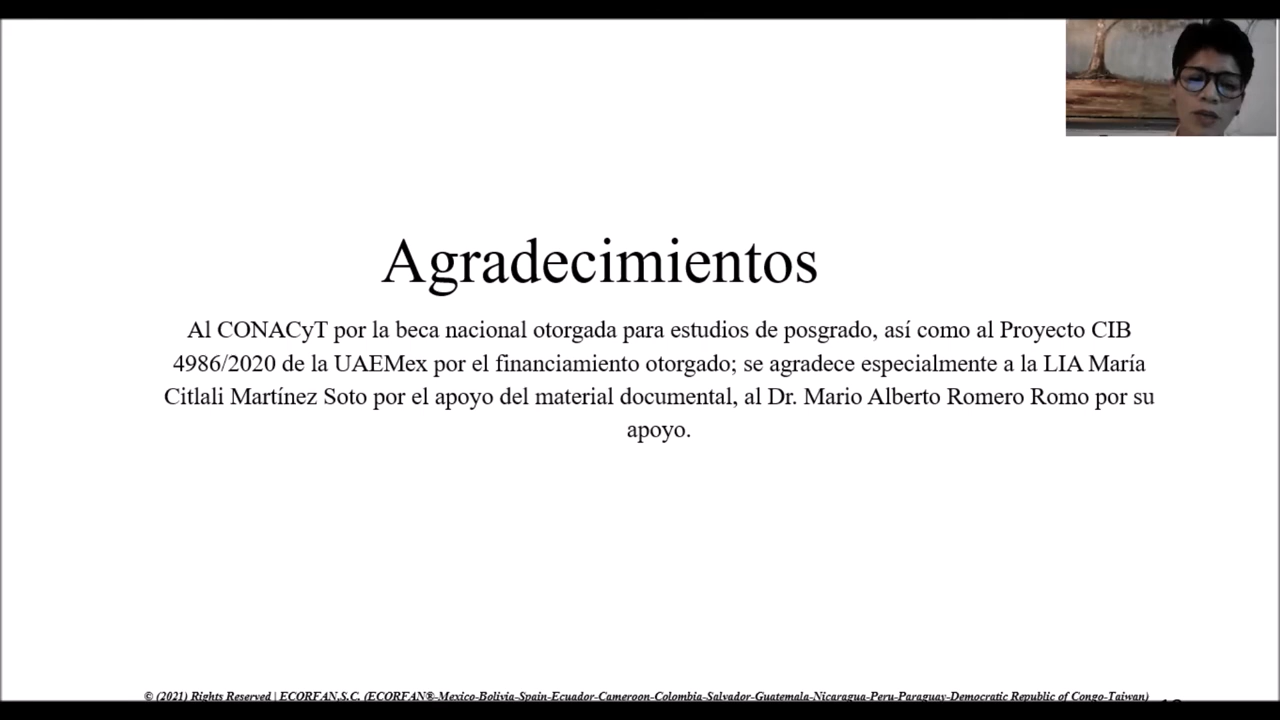 Agradecimientos
Al CONACyT por la beca nacional otorgada para estudios de posgrado, así como al Proyecto CIB
4986/2020 de la UAEMex por el financiamiento otorgado; se agradece especialmente a la LIA María
Citlali Martínez Soto por el apoyo del material documental, al Dr. Mario Alberto Romero Romo por su
apoyo.
© (2021) Rights Reserved | ECORFAN,S.C. (ECORFAN®-Mexico-Bolivia-Spain-Ecuador-Cameroon-Colombia-Salvador-Guatemala-Nicaragua-Peru-Paraguay-Democratic Republic of Congo-Taiwan)